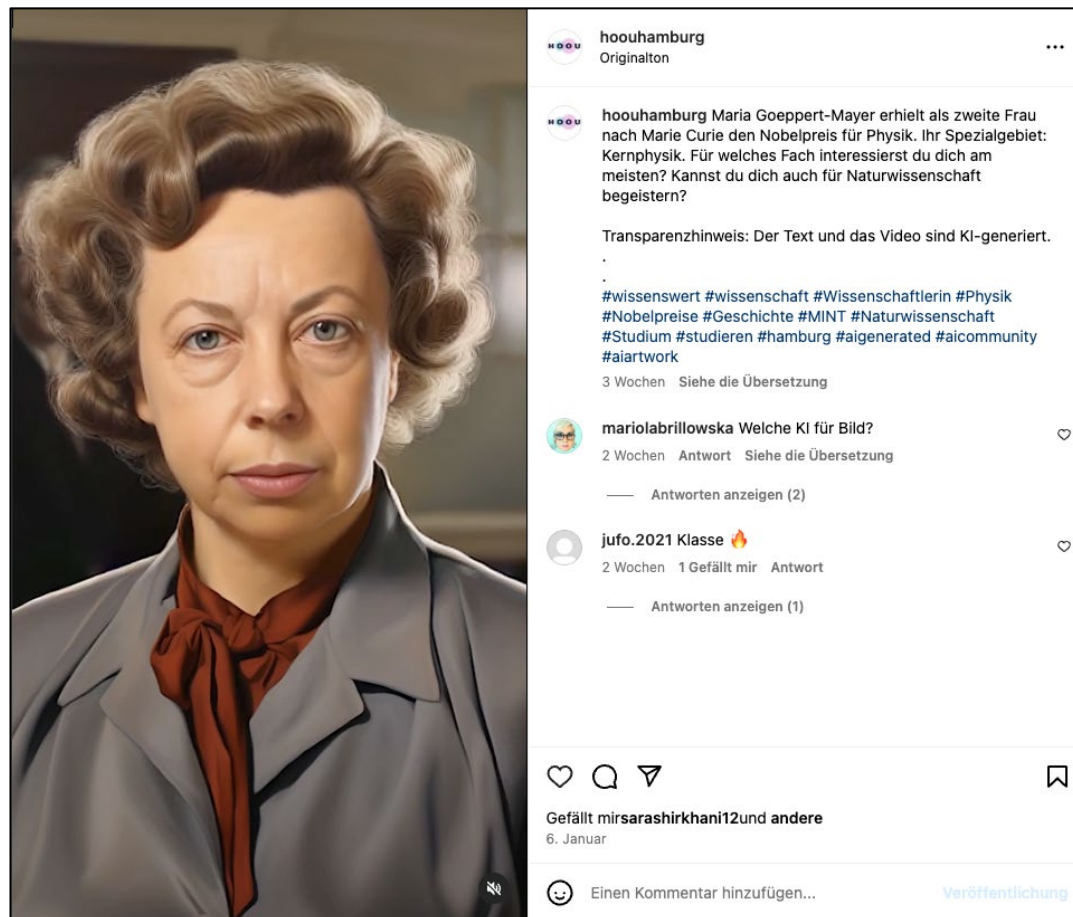 HOOU
hoouhamburg
Originalton
HOOU
hoouhamburg Maria Goeppert-Mayer erhielt als zweite Frau
nach Marie Curie den Nobelpreis für Physik. Ihr Spezialgebiet:
Kernphysik. Für welches Fach interessierst du dich am
meisten? Kannst du dich auch für Naturwissenschaft
begeistern?
Transparenzhinweis: Der Text und das Video sind KI-generiert.
.
.
#wissenswert #wissenschaft #Wissenschaftlerin #Physik
#Nobelpreise #Geschichte #MINT #Naturwissenschaft
#Studium #studieren #hamburg #aigenerated #aicommunity
#aiartwork
3 Wochen Siehe die Übersetzung
mariolabrillowska Welche KI für Bild?
2 Wochen Antwort Siehe die Übersetzung
Antworten anzeigen (2)
jufo.2021 Klasse 🔥
2 Wochen 1 Gefällt mir Antwort
Antworten anzeigen (1)
Gefällt mirsarashirkhani12und andere
6. Januar
Einen Kommentar hinzufügen... Veröffentlichung